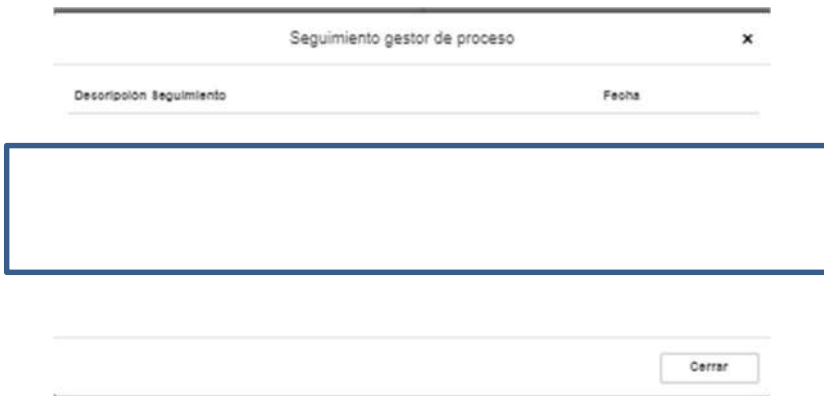 Seguimiento gestor de proceso ×
Descripción Seguimiento Fecha
Cerrar